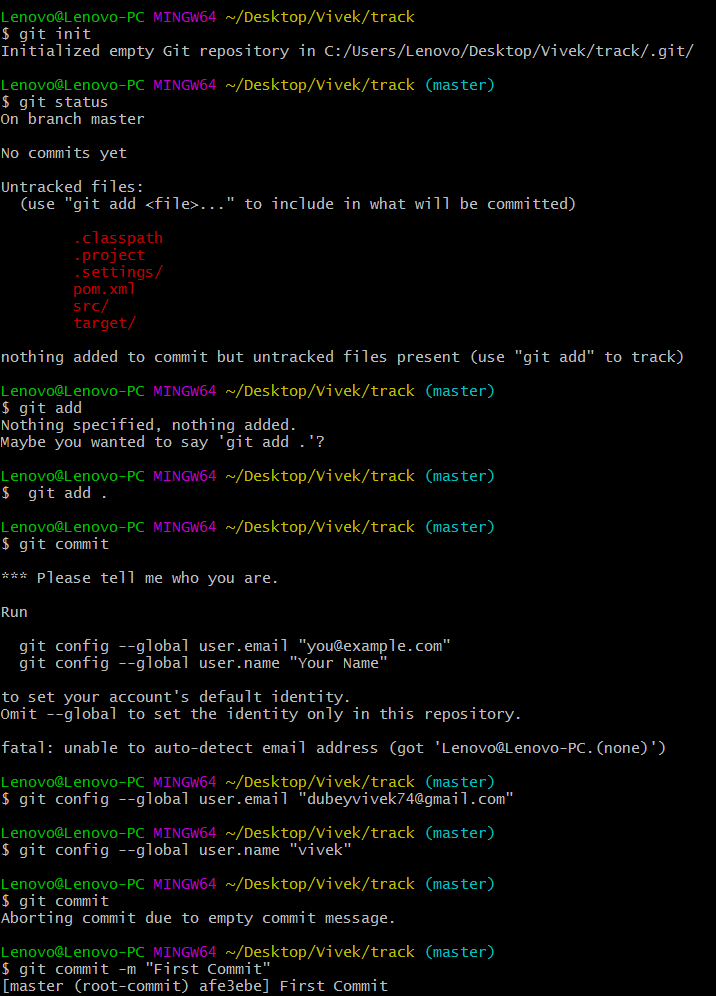 Lenovo@Lenovo-PC MINGW64 ~/Desktop/Vivek/track
$ git init
Initialized empty Git repository in C:/Users/Lenovo/Desktop/Vivek/track/.git/
Lenovo@Lenovo-PC MINGW64 ~/Desktop/Vivek/track (master)
$ git status
On branch master
No commits yet
Untracked files:
  (use "git add <file>..." to include in what will be committed)
        .classpath
        .project
        .settings/
        pom.xml
        src/
        target/
nothing added to commit but untracked files present (use "git add" to track)
Lenovo@Lenovo-PC MINGW64 ~/Desktop/Vivek/track (master)
$ git add
Nothing specified, nothing added.
Maybe you wanted to say 'git add .'?
Lenovo@Lenovo-PC MINGW64 ~/Desktop/Vivek/track (master)
$  git add .
Lenovo@Lenovo-PC MINGW64 ~/Desktop/Vivek/track (master)
$ git commit
*** Please tell me who you are.
Run
  git config --global user.email "you@example.com"
  git config --global user.name "Your Name"
to set your account's default identity.
Omit --global to set the identity only in this repository.
fatal: unable to auto-detect email address (got 'Lenovo@Lenovo-PC.(none)')
Lenovo@Lenovo-PC MINGW64 ~/Desktop/Vivek/track (master)
$ git config --global user.email "dubeyvivek74@gmail.com"
Lenovo@Lenovo-PC MINGW64 ~/Desktop/Vivek/track (master)
$ git config --global user.name "vivek"
Lenovo@Lenovo-PC MINGW64 ~/Desktop/Vivek/track (master)
$ git commit
Aborting commit due to empty commit message.
Lenovo@Lenovo-PC MINGW64 ~/Desktop/Vivek/track (master)
$ git commit -m "First Commit"
[master (root-commit) afe3ebe] First Commit